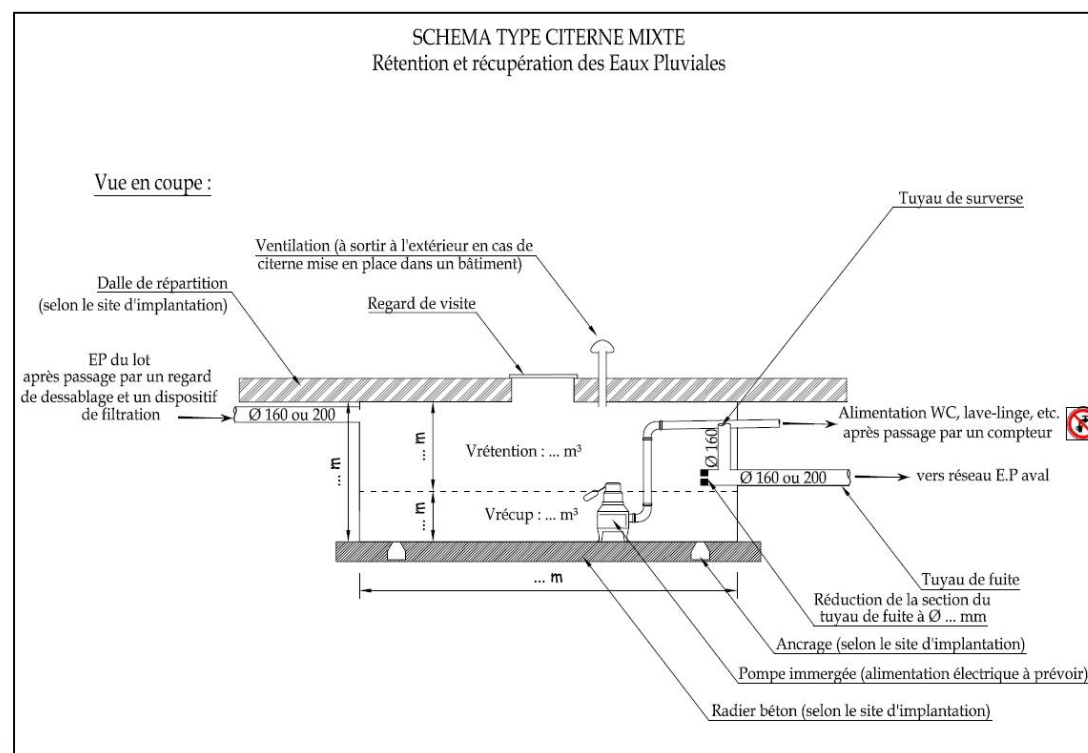 SCHEMA TYPE CITERNE MIXTE
Rétention et récupération des Eaux Pluviales
Vue en coupe :
Tuyau de surverse
Ventilation (à sortir à l'extérieur en cas de
citerne mise en place dans un bâtiment)
Dalle de répartition
(selon le site d'implantation)
Regard de visite
EP du lot
après passage par un regard
de dessablage et un dispositif
de filtration
Ø 160 ou 200
... m
... m
... m
Vrétention : ... m³
Vrécup : ... m³
Ø 160
Alimentation WC, lave-linge, etc.
après passage par un compteur
Ø 160 ou 200
vers réseau E.P aval
... m
Tuyau de fuite
Réduction de la section du
tuyau de fuite à Ø ... mm
Ancrage (selon le site d'implantation)
Pompe immergée (alimentation électrique à prévoir)
Radier béton (selon le site d'implantation)